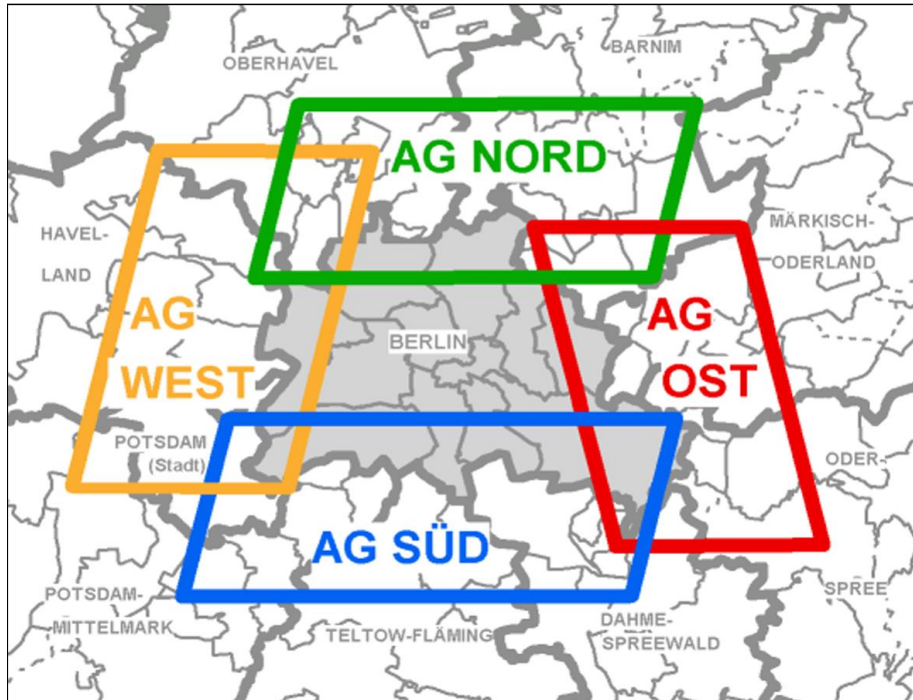 BARNIM
OBERHAVEL
AG NORD
MÄRKISCH-
ODERLAND
HAVEL-
LAND
AG
WEST
BERLIN
AG
OST
POTSDAM
(Stadt)
ODER-
SPREE
AG SÜD
POTSDAM-
MITTELMARK
TELTOW-FLÄMING
DAHME-
SPREEWALD